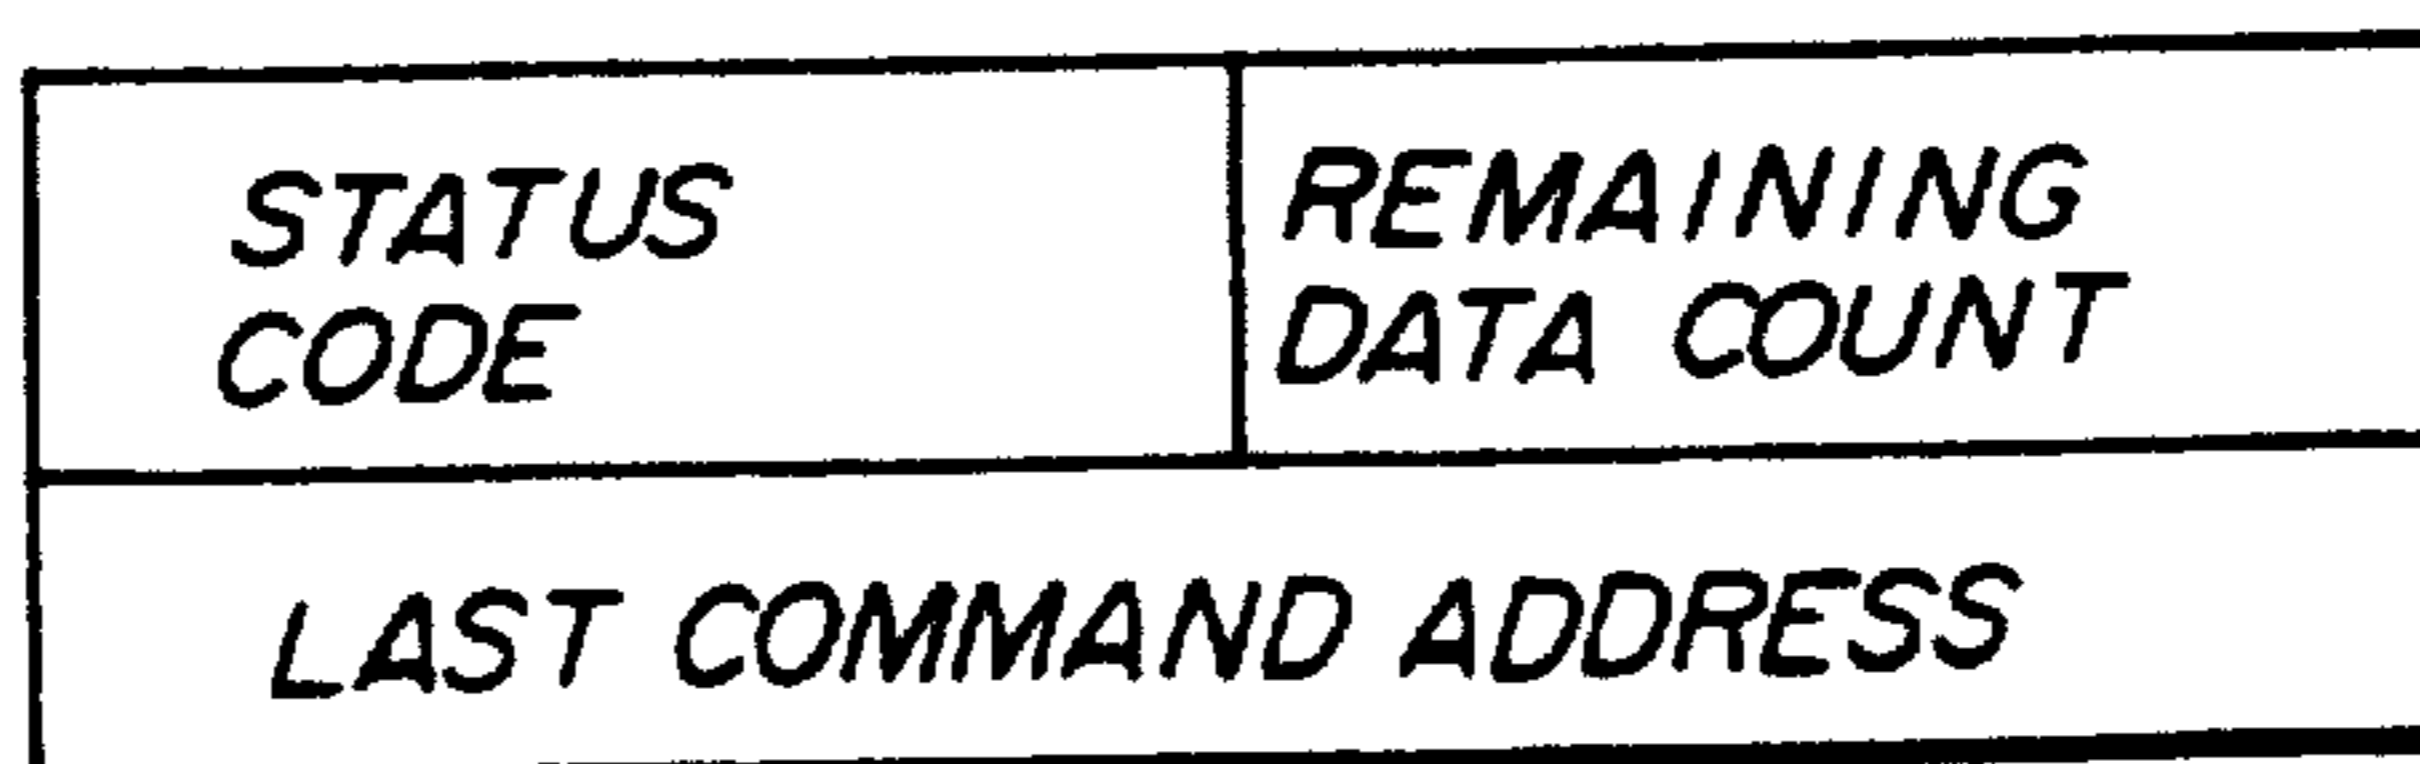 STATUS
CODE
REMAINING
DATA COUNT
LAST COMMAND ADDRESS